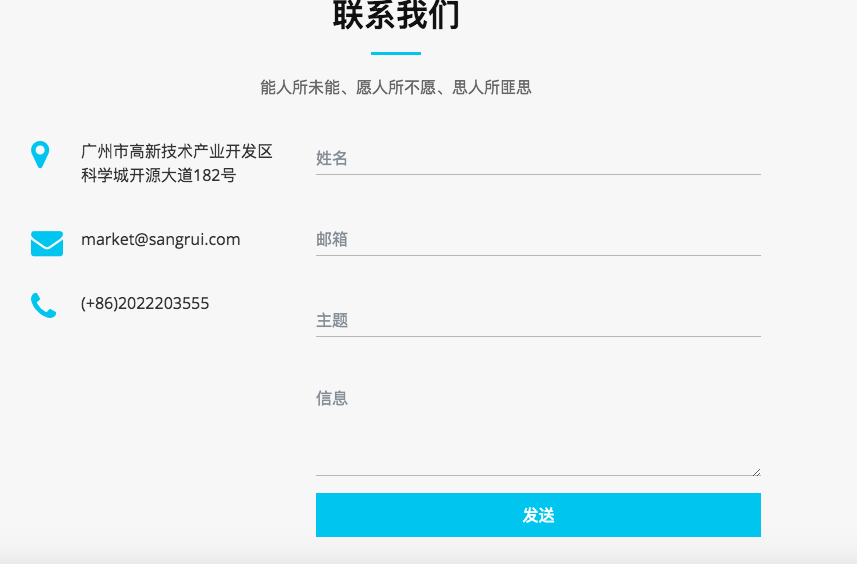 联系我们
能人所未能、愿人所不愿、思人所匪思
广州市高新技术产业开发区
科学城开源大道182号
market@sangrui.com
(+86)2022203555
姓名
邮箱
主题
信息
发送